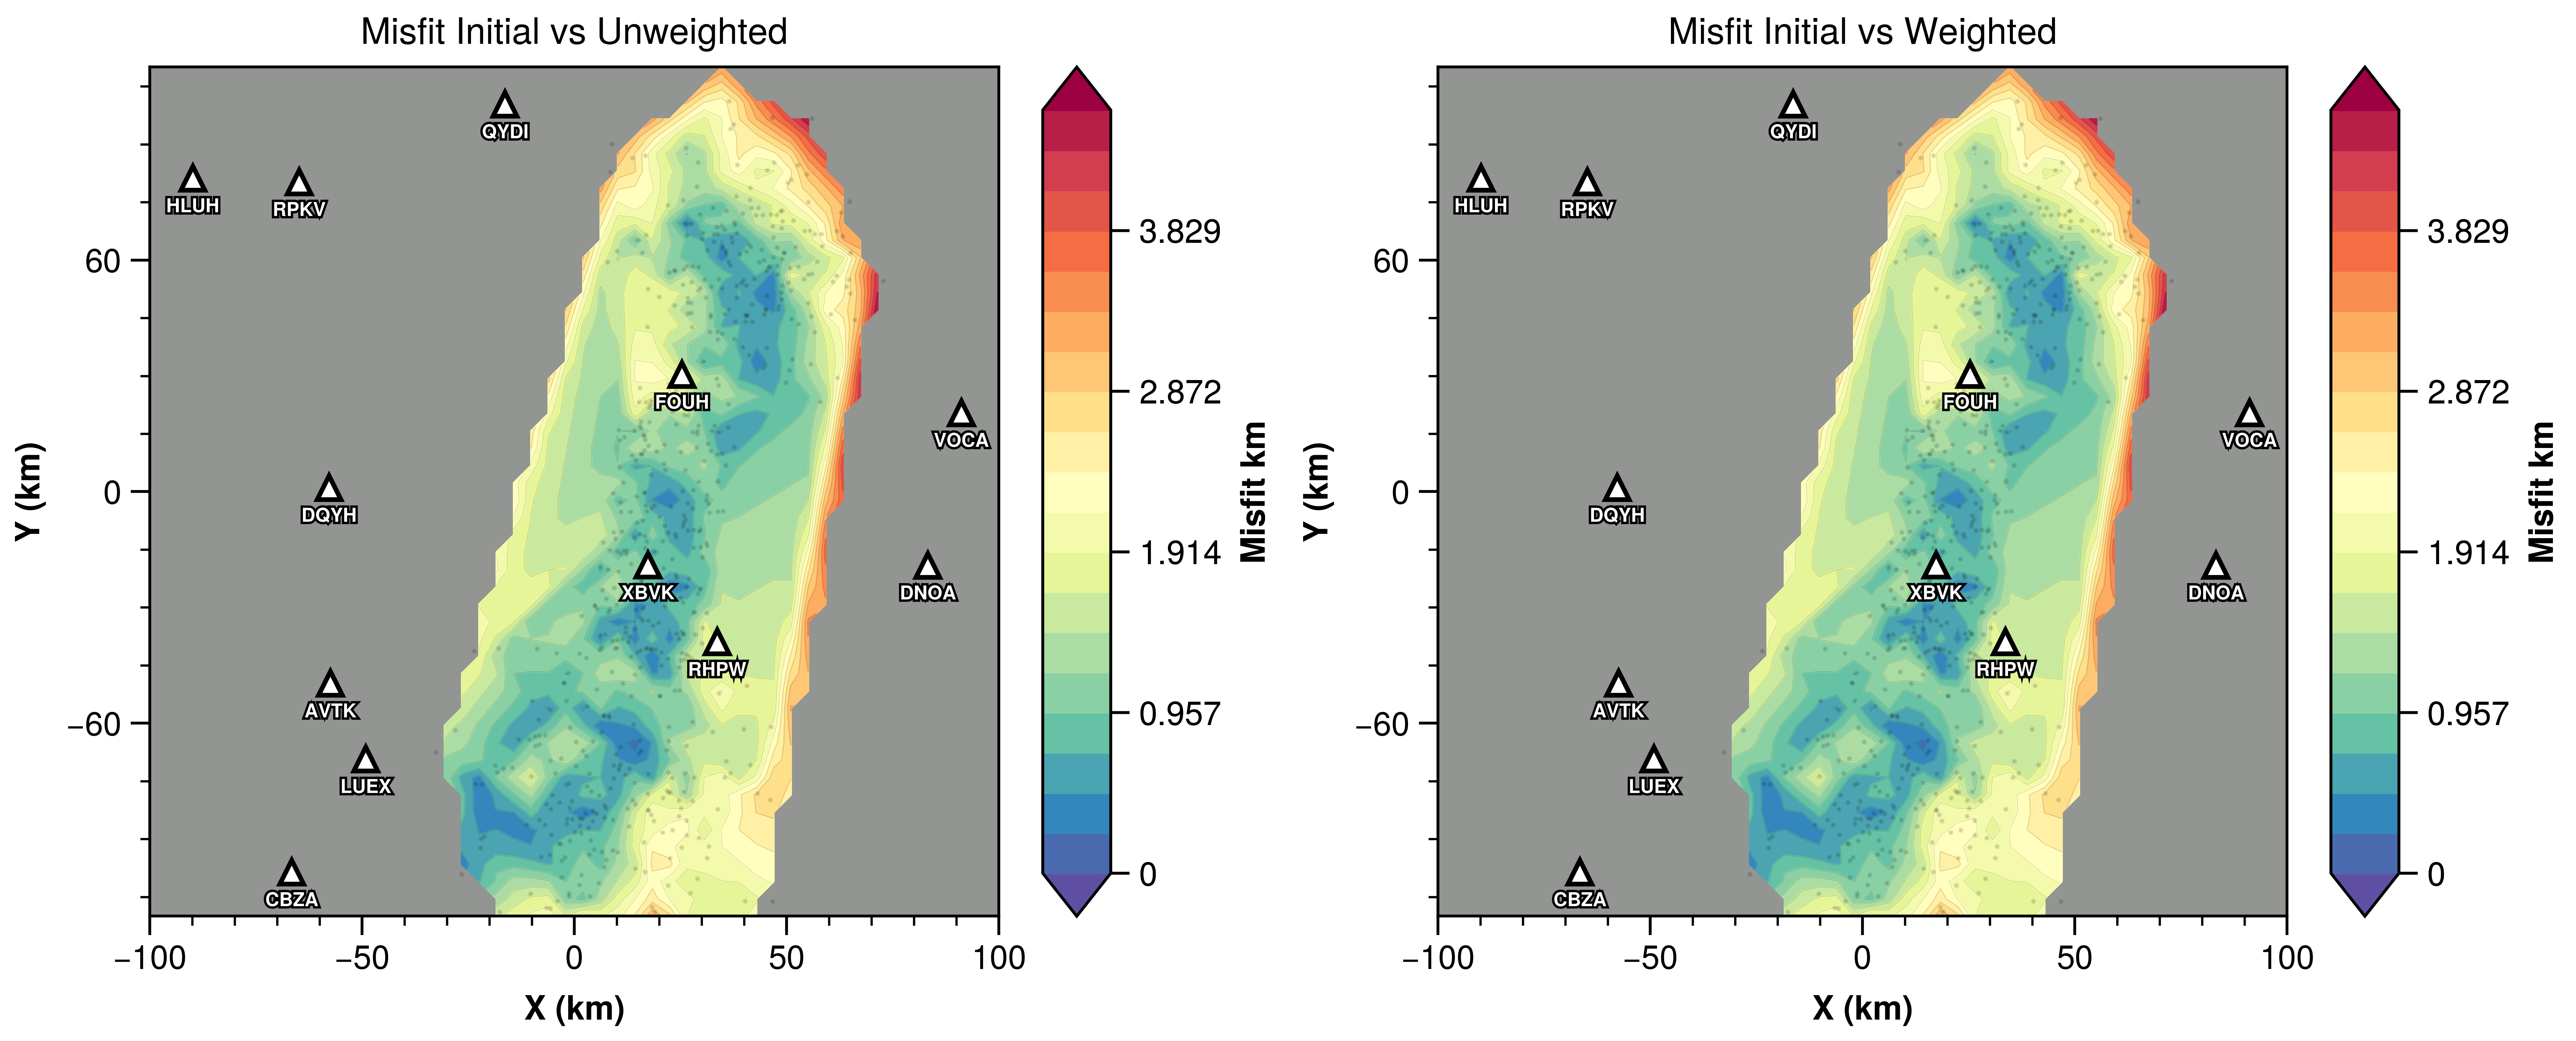 Misfit Initial vs Unweighted
QYDI
HLUH
RPKV
FOUH
VOCA
DQYH
XBVK
DNOA
RHPW
AVTK
LUEX
CBZA
60
0
−60
Y (km)
−100
−50
0
50
100
X (km)
3.829
2.872
1.914
0.957
0
Misfit km
Misfit Initial vs Weighted
QYDI
HLUH
RPKV
FOUH
VOCA
DQYH
XBVK
DNOA
RHPW
AVTK
LUEX
CBZA
60
0
−60
Y (km)
−100
−50
0
50
100
X (km)
3.829
2.872
1.914
0.957
0
Misfit km